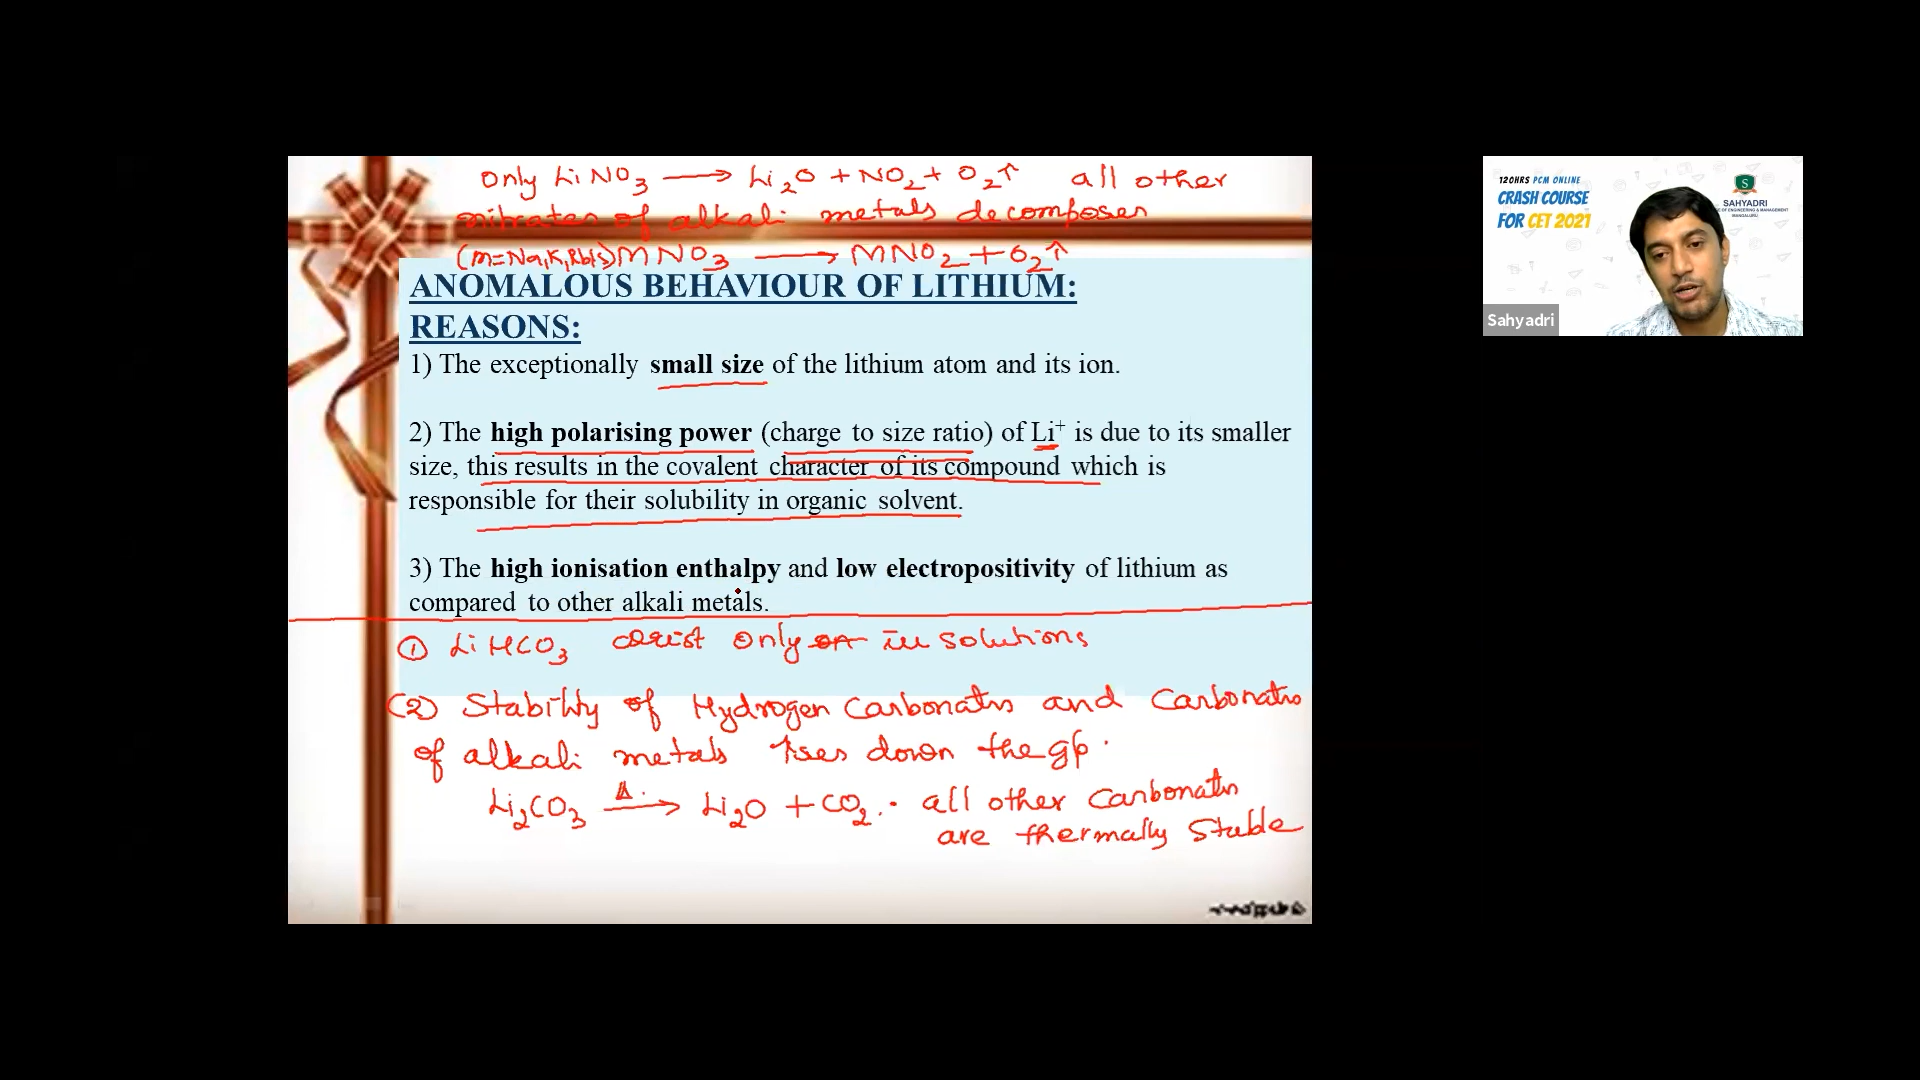 only LiNO3 → Li2O + NO2 + O2↑ all other
nitrates of alkali metals decomposes
(m=Na,K,Rb,Cs) MNO3 → MNO2 + O2↑
ANOMALOUS BEHAVIOUR OF LITHIUM:
REASONS:
1) The exceptionally small size of the lithium atom and its ion.
2) The high polarising power (charge to size ratio) of Li+ is due to its smaller
size, this results in the covalent character of its compound which is
responsible for their solubility in organic solvent.
3) The high ionisation enthalpy and low electropositivity of lithium as
compared to other alkali metals.
① LiHCO3 only in solutions
(2) Stability of Hydrogen Carbonates and Carbonates
of alkali metals ↑ses down the gp.
Li2CO3 Δ→ Li2O + CO2. all other Carbonates
are thermally Stable
120HRS PCM ONLINE
CRASH COURSE
FOR CET 2021
S
SAHYADRI
OF ENGINEERING & MANAGEMENT
MANGALURU
Sahyadri